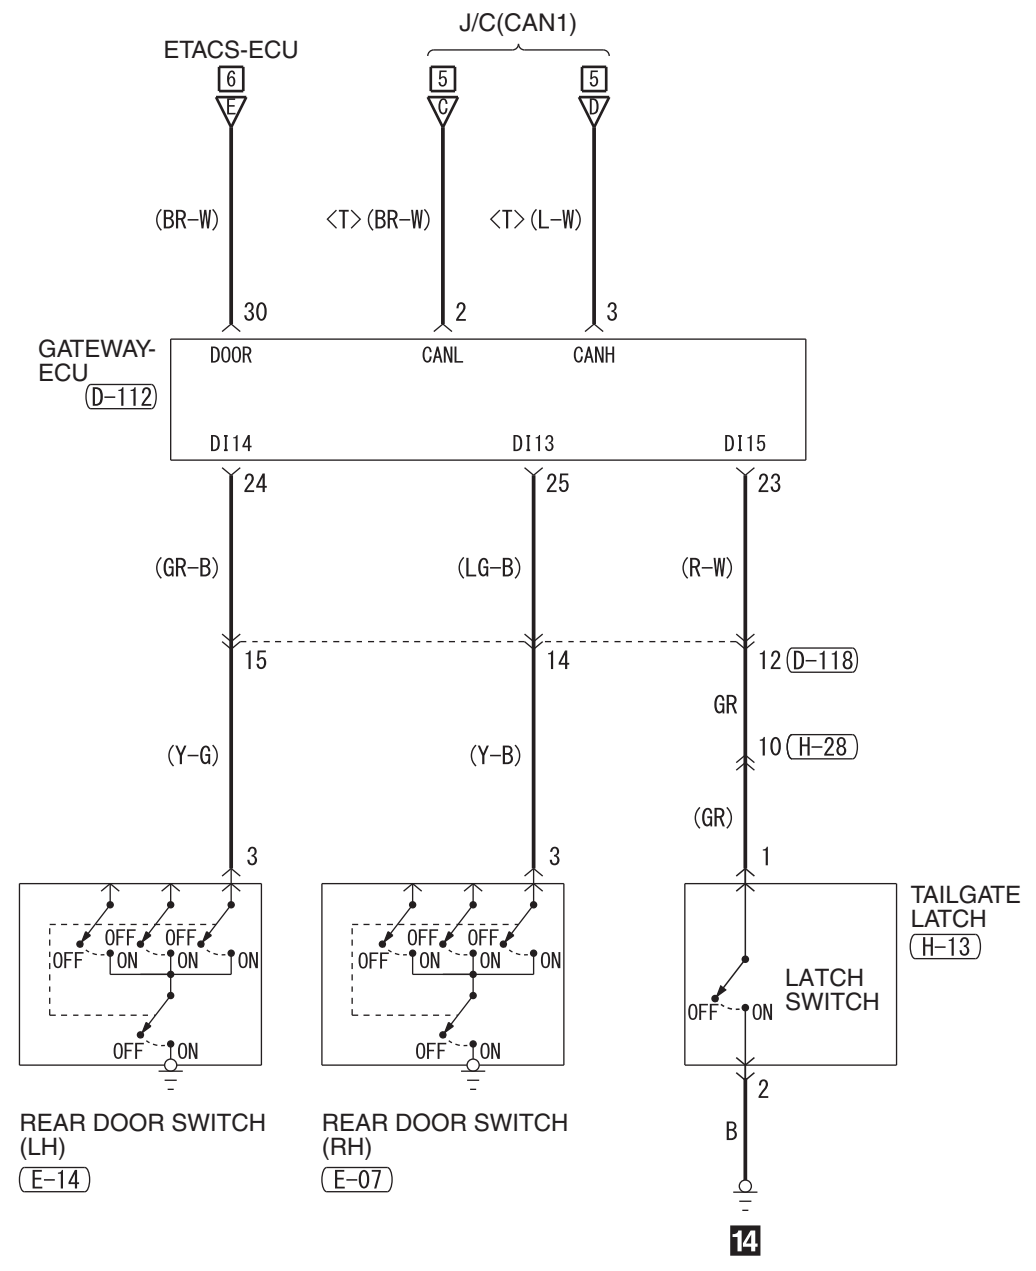 J/C(CAN1)
ETACS-ECU
6 5 5
E C D
(BR-W) <T>(BR-W) <T>(L-W)
30 2 3
GATEWAY-
ECU
D-112
DOOR CANL CANH
DI14 DI13 DI15
24 25 23
(GR-B) (LG-B) (R-W)
15 14 12 D-118
GR
10 H-28
(Y-G) (Y-B)
(GR)
3 3 1
TAILGATE
LATCH
H-13
OFF OFF OFF OFF
OFF ON ON ON OFF ON ON ON
LATCH
SWITCH
OFF ON
OFF ON OFF ON
2
REAR DOOR SWITCH
(LH)
E-14
REAR DOOR SWITCH
(RH)
E-07
B
14